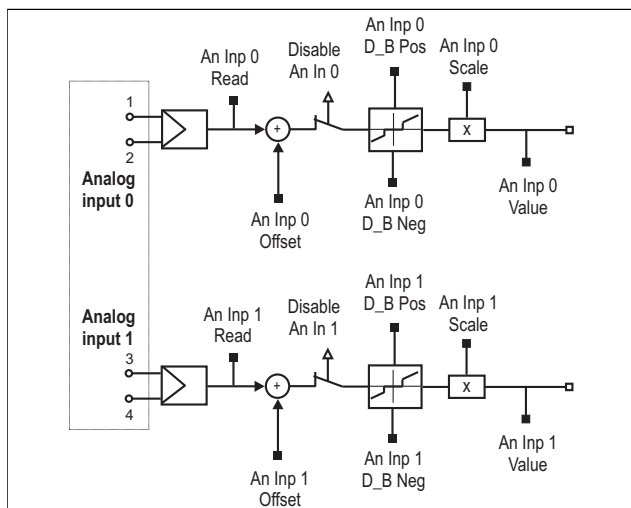 An Inp 0
D_B Pos
An Inp 0
Read
Disable
An In 0
An Inp 0
Scale
1
+
X
2
Analog
input 0
An Inp 0
Offset
An Inp 0
D_B Neg
An Inp 0
Value
An Inp 1
D_B Pos
An Inp 1
Read
Disable
An In 1
An Inp 1
Scale
Analog
input 1
3
+
X
4
An Inp 1
Offset
An Inp 1
D_B Neg
An Inp 1
Value